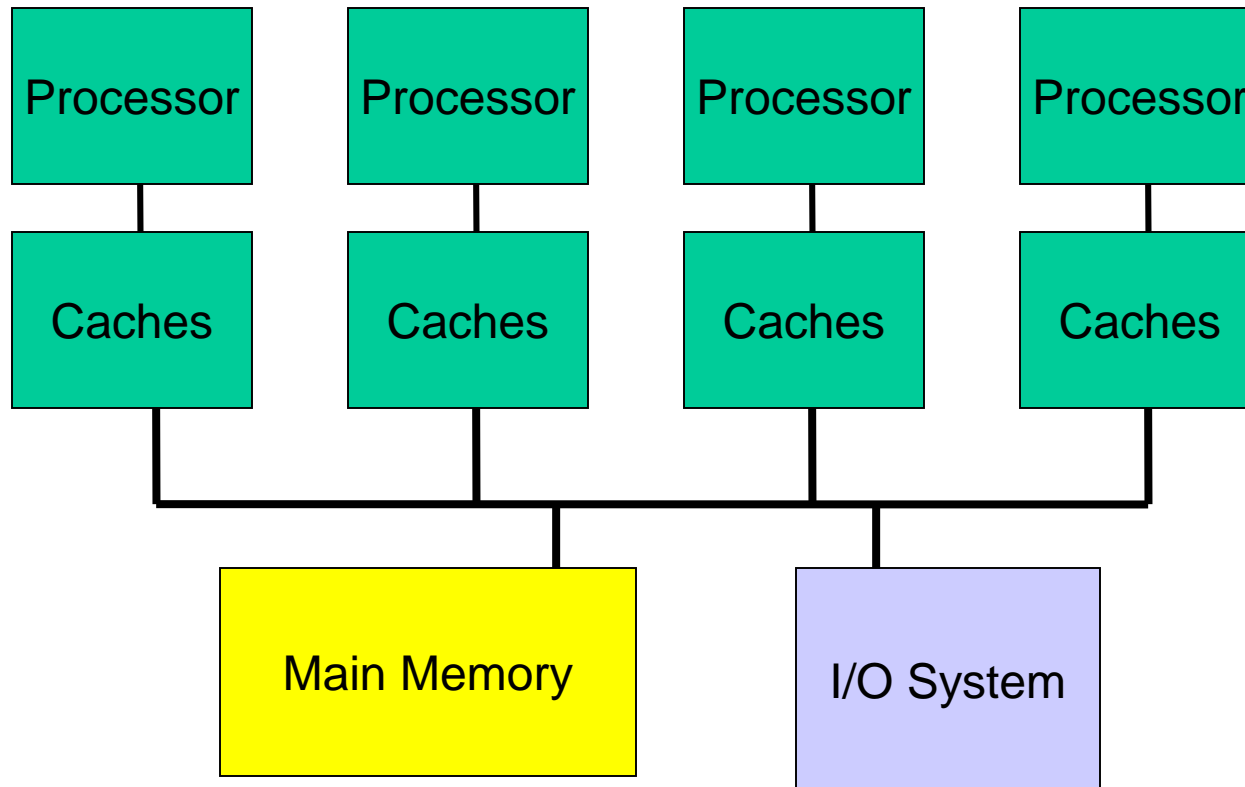 Processor
Processor
Processor
Processor
Caches
Caches
Caches
Caches
Main Memory
I/O System